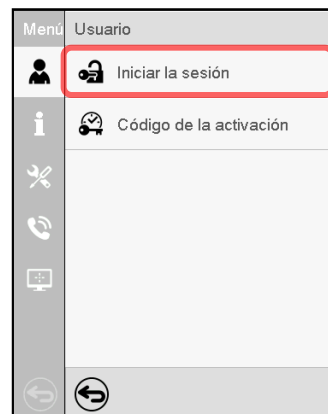 Menú
Usuario
Iniciar la sesión
Código de la activación